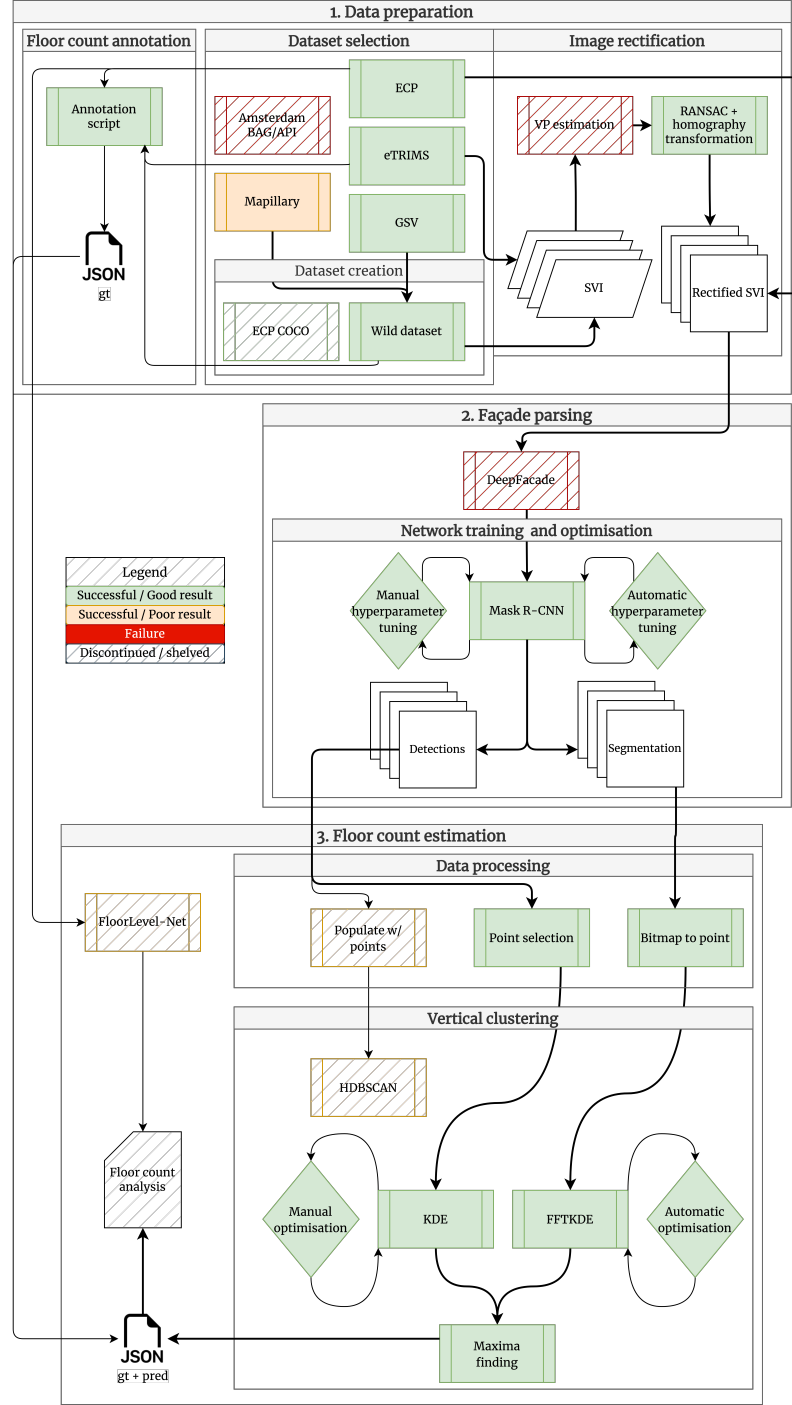 1. Data preparation
Floor count annotation
Dataset selection
Image rectification
Annotation
script
ECP
Amsterdam
BAG/API
eTRIMS
Mapillary
GSV
Dataset creation
ECP COCO
Wild dataset
JSON
gt
VP estimation
RANSAC +
homography
transformation
SVI
Rectified SVI
2. Façade parsing
DeepFacade
Network training  and optimisation
Manual
hyperparameter
tuning
Mask R-CNN
Automatic
hyperparameter
tuning
Detections
Segmentation
Legend
Successful / Good result
Successful / Poor result
Failure
Discontinued / shelved
3. Floor count estimation
Data processing
FloorLevel-Net
Populate w/
points
Point selection
Bitmap to point
Vertical clustering
HDBSCAN
Floor count
analysis
Manual
optimisation
KDE
FFTKDE
Automatic
optimisation
Maxima
finding
JSON
gt + pred